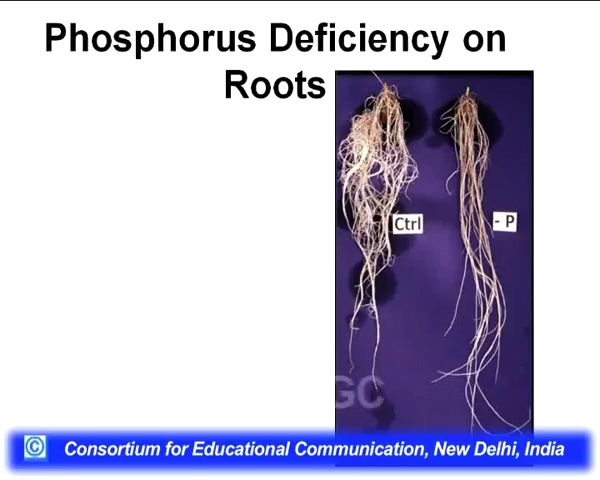 Phosphorus Deficiency on
Roots
Ctrl
- P
GC
© Consortium for Educational Communication, New Delhi, India